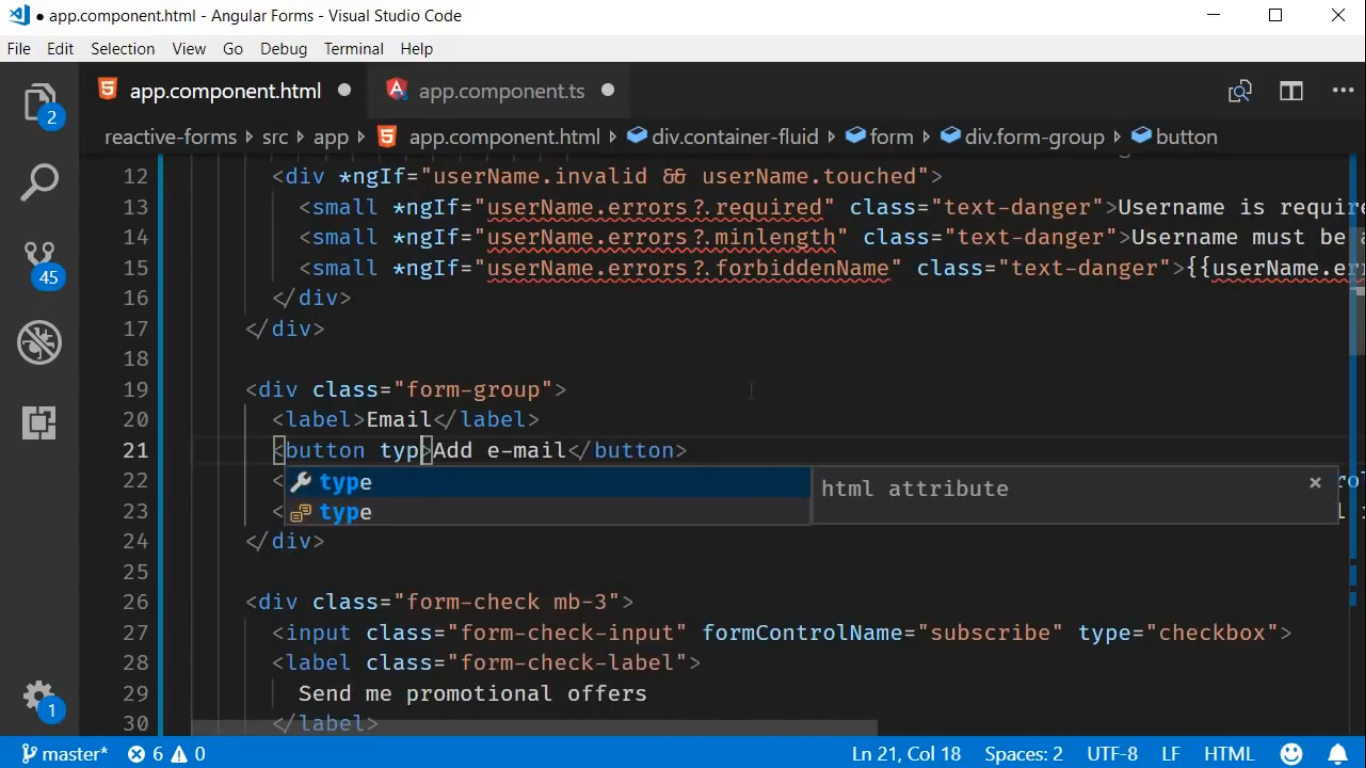 app.component.html - Angular Forms - Visual Studio Code
File Edit Selection View Go Debug Terminal Help
app.component.html app.component.ts
2
reactive-forms src app app.component.html div.container-fluid form div.form-group button
12 <div *ngIf="userName.invalid && userName.touched">
13 <small *ngIf="userName.errors?.required" class="text-danger">Username is require
14 <small *ngIf="userName.errors?.minlength" class="text-danger">Username must be a
15 <small *ngIf="userName.errors?.forbiddenName" class="text-danger">{{userName.err
45
16 </div>
17 </div>
18
19 <div class="form-group">
20 <label>Email</label>
21 <button typ>Add e-mail</button>
22 < type html attribute × rol
23 < type
24 </div>
25
26 <div class="form-check mb-3">
27 <input class="form-check-input" formControlName="subscribe" type="checkbox">
28 <label class="form-check-label">
29 Send me promotional offers
1
30 </label>
master* 6 0 Ln 21, Col 18 Spaces: 2 UTF-8 LF HTML